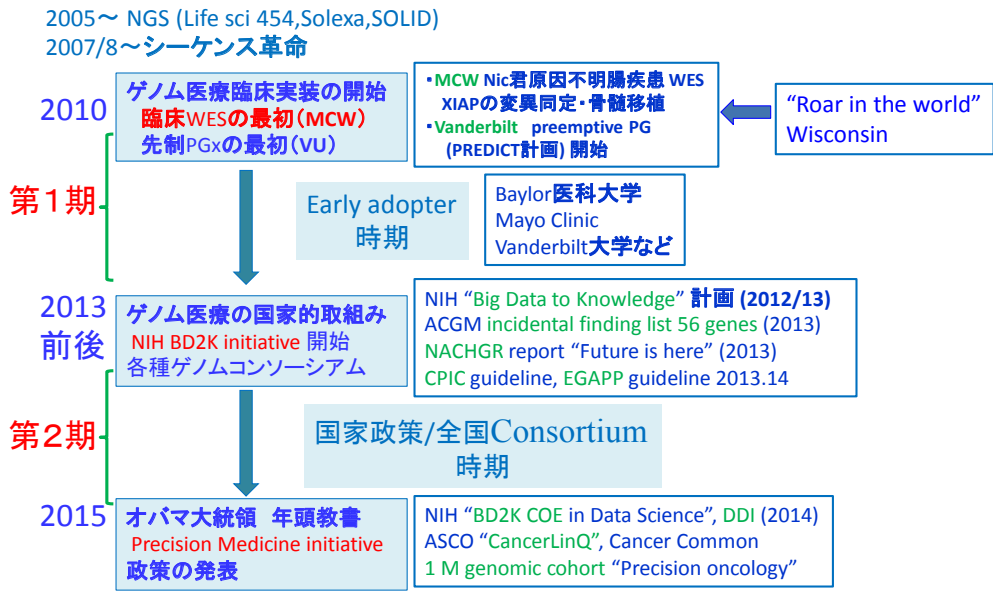 2005～ NGS (Life sci 454,Solexa,SOLID)
2007/8～シーケンス革命
2010
ゲノム医療臨床実装の開始
臨床WESの最初（MCW）
先制PGxの最初（VU）
・MCW Nic君原因不明腸疾患 WES
XIAPの変異同定・骨髄移植
・Vanderbilt preemptive PG
(PREDICT計画) 開始
“Roar in the world”
Wisconsin
第１期
Early adopter
時期
Baylor医科大学
Mayo Clinic
Vanderbilt大学など
2013
前後
ゲノム医療の国家的取組み
NIH BD2K initiative 開始
各種ゲノムコンソーシアム
NIH “Big Data to Knowledge” 計画 (2012/13)
ACGM incidental finding list 56 genes (2013)
NACHGR report “Future is here” (2013)
CPIC guideline, EGAPP guideline 2013.14
第２期
国家政策/全国Consortium
時期
2015
オバマ大統領 年頭教書
Precision Medicine initiative
政策の発表
NIH “BD2K COE in Data Science”, DDI (2014)
ASCO “CancerLinQ”, Cancer Common
1 M genomic cohort “Precision oncology”